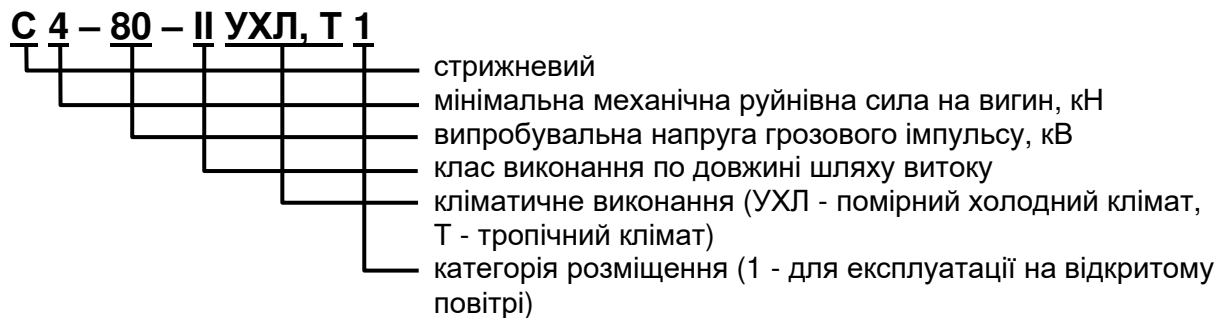 С 4 – 80 – II УХЛ, Т 1
стрижневий
мінімальна механічна руйнівна сила на вигин, кН
випробувальна напруга грозового імпульсу, кВ
клас виконання по довжині шляху витоку
кліматичне виконання (УХЛ - помірний холодний клімат,
Т - тропічний клімат)
категорія розміщення (1 - для експлуатації на відкритому
повітрі)